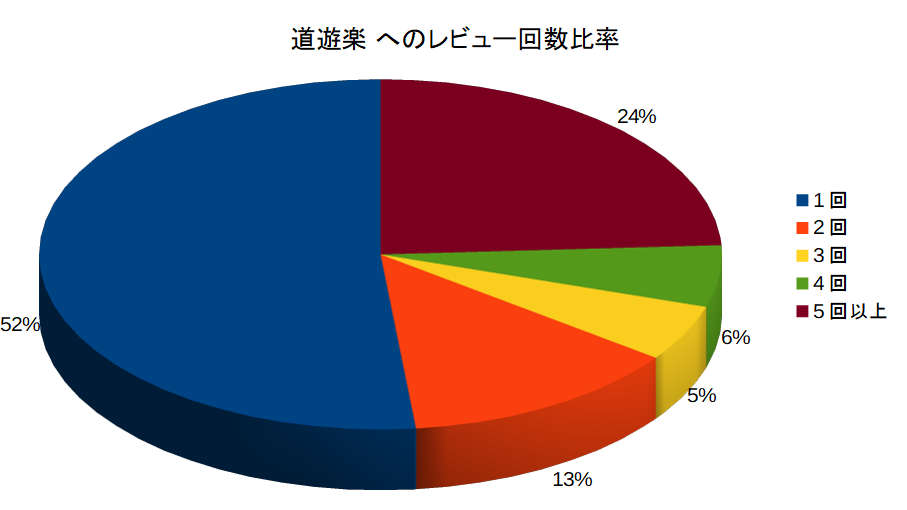 道遊楽 へのレビュー回数比率
24%
1 回
2 回
3 回
4 回
5 回以上
52%
6%
5%
13%